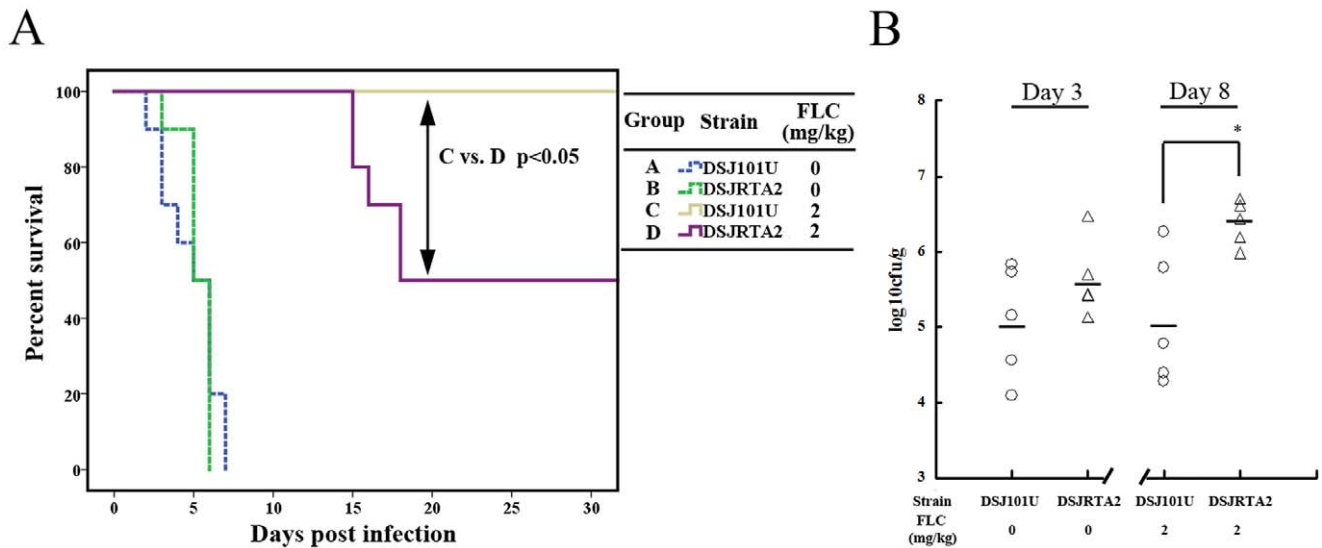 A
Percent survival
100
80
60
40
20
0
0 5 10 15 20 25 30
Days post infection
C vs. D p<0.05
Group Strain FLC (mg/kg)
A DSJ101U 0
B DSJRTA2 0
C DSJ101U 2
D DSJRTA2 2
B
Day 3 Day 8
*
log10cfu/g
8
7
6
5
4
3
Strain DSJ101U DSJRTA2 DSJ101U DSJRTA2
FLC
(mg/kg) 0 0 2 2